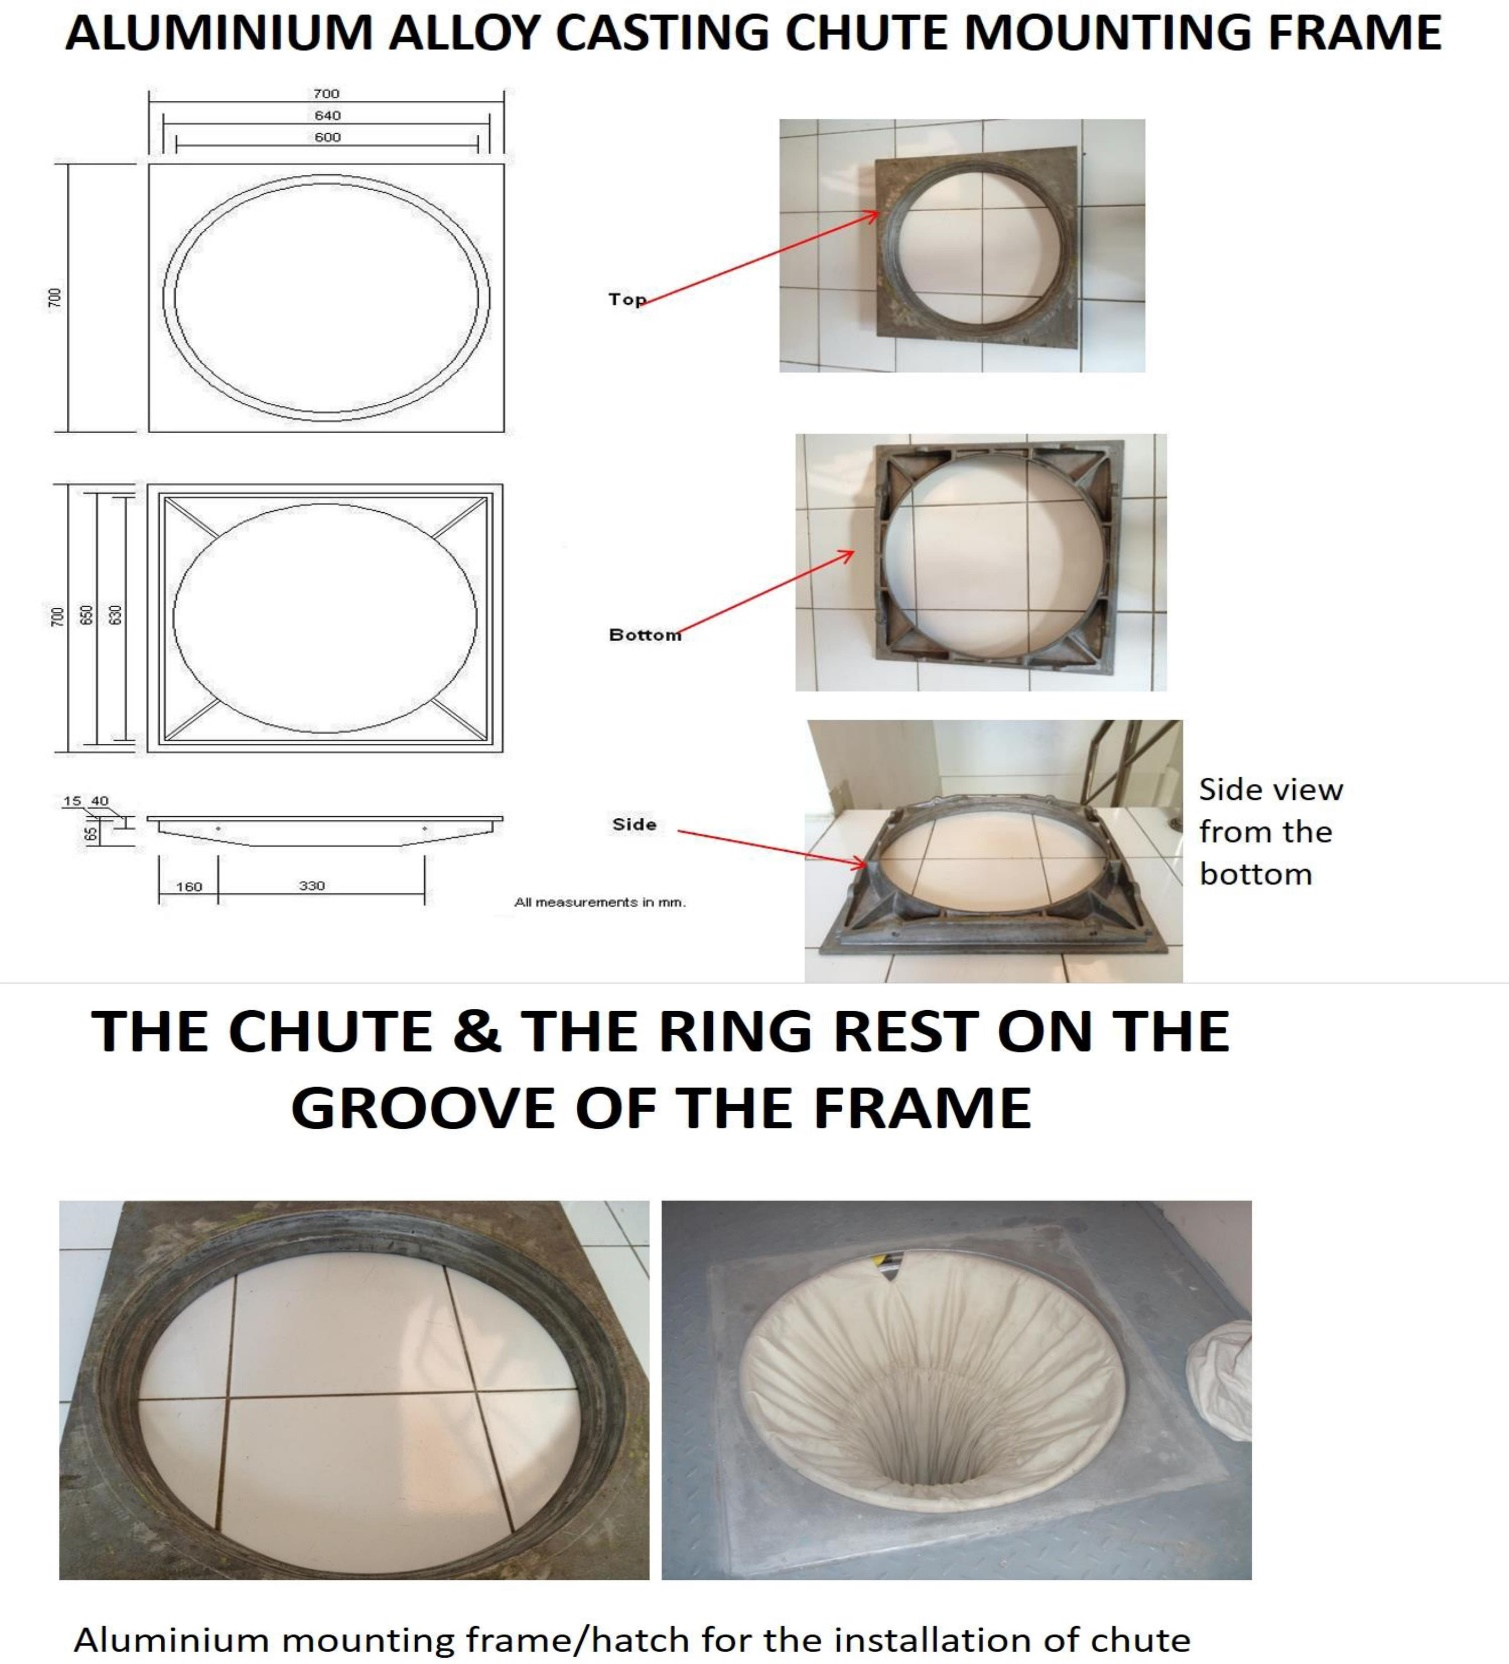 ALUMINIUM ALLOY CASTING CHUTE MOUNTING FRAME
700
640
600
700
Top
700
650
630
Bottom
15 40
65
160
330
Side
All measurements in mm.
Side view
from the
bottom
THE CHUTE & THE RING REST ON THE
GROOVE OF THE FRAME
Aluminium mounting frame/hatch for the installation of chute